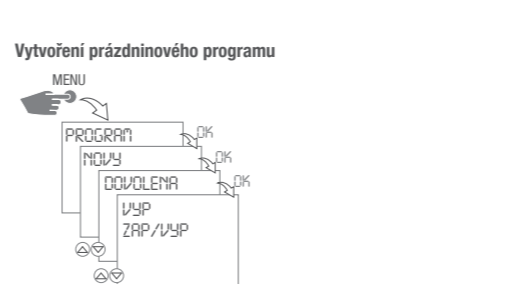 Vytvoření prázdninového programu
MENU
PROGRAM
OK
NOVY
OK
DOVOLENA
OK
VYP
ZAP/VYP